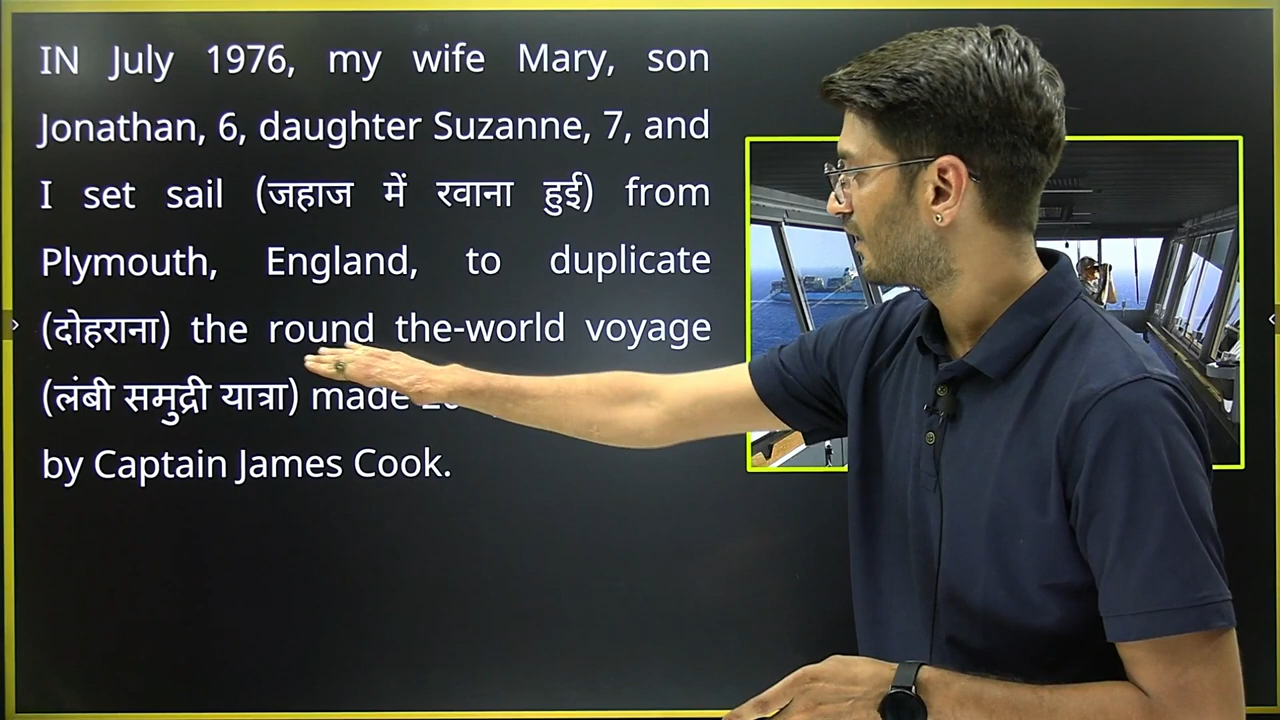 IN July 1976, my wife Mary, son
Jonathan, 6, daughter Suzanne, 7, and
I set sail (जहाज में रवाना हुई) from
Plymouth, England, to duplicate
(दोहराना) the round the-world voyage
(लंबी समुद्री यात्रा) made
by Captain James Cook.